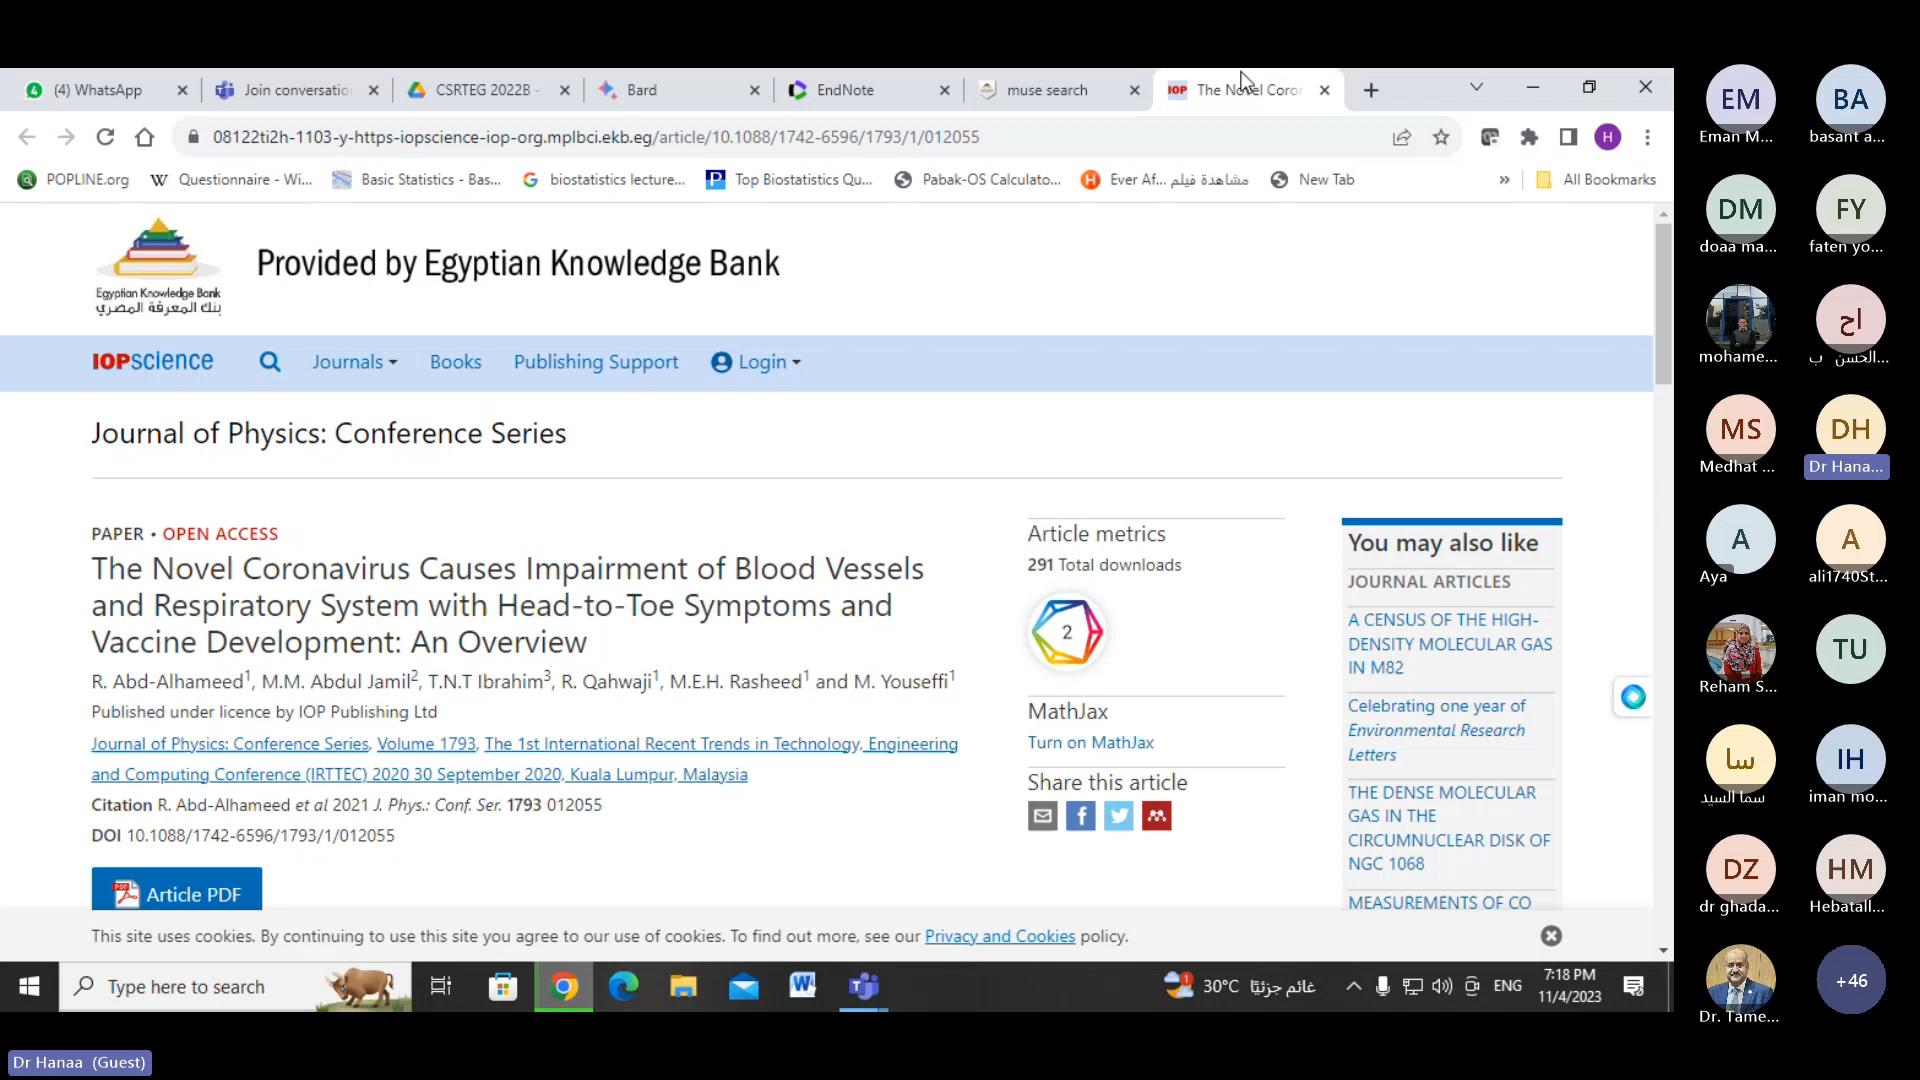 (4) WhatsApp
Join conversatio
CSRTEG 2022B -
Bard
EndNote
muse search
IOP The Novel Coror
08122ti2h-1103-y-https-iopscience-iop-org.mplbci.ekb.eg/article/10.1088/1742-6596/1793/1/012055
H
POPLINE.org
W Questionnaire - Wi...
Basic Statistics - Bas...
G biostatistics lecture...
P Top Biostatistics Qu...
Pabak-OS Calculato...
H Ever Af... مشاهدة فيلم
New Tab
» All Bookmarks
Egyptian Knowledge Bank
بنك المعرفة المصري
Provided by Egyptian Knowledge Bank
IOPscience
Journals
Books
Publishing Support
Login
Journal of Physics: Conference Series
PAPER • OPEN ACCESS
The Novel Coronavirus Causes Impairment of Blood Vessels
and Respiratory System with Head-to-Toe Symptoms and
Vaccine Development: An Overview
R. Abd-Alhameed1, M.M. Abdul Jamil2, T.N.T Ibrahim3, R. Qahwaji1, M.E.H. Rasheed1 and M. Youseffi1
Published under licence by IOP Publishing Ltd
Journal of Physics: Conference Series, Volume 1793, The 1st International Recent Trends in Technology, Engineering
and Computing Conference (IRTTEC) 2020 30 September 2020, Kuala Lumpur, Malaysia
Citation R. Abd-Alhameed et al 2021 J. Phys.: Conf. Ser. 1793 012055
DOI 10.1088/1742-6596/1793/1/012055
PDF Article PDF
Article metrics
291 Total downloads
2
MathJax
Turn on MathJax
Share this article
You may also like
JOURNAL ARTICLES
A CENSUS OF THE HIGH-
DENSITY MOLECULAR GAS
IN M82
Celebrating one year of
Environmental Research
Letters
THE DENSE MOLECULAR
GAS IN THE
CIRCUMNUCLEAR DISK OF
NGC 1068
MEASUREMENTS OF CO
This site uses cookies. By continuing to use this site you agree to our use of cookies. To find out more, see our Privacy and Cookies policy.
Type here to search
1
30°C غائم جزئيًا
ENG
7:18 PM
11/4/2023
Dr Hanaa (Guest)
EM
Eman M...
BA
basant a...
DM
doaa ma...
FY
faten yo...
mohame...
اح
الحسن ب...
MS
Medhat ...
DH
Dr Hana...
A
Aya
A
ali1740St...
Reham S...
TU
سا
سما السيد
IH
iman mo...
DZ
dr ghada...
HM
Hebatall...
Dr. Tame...
+46